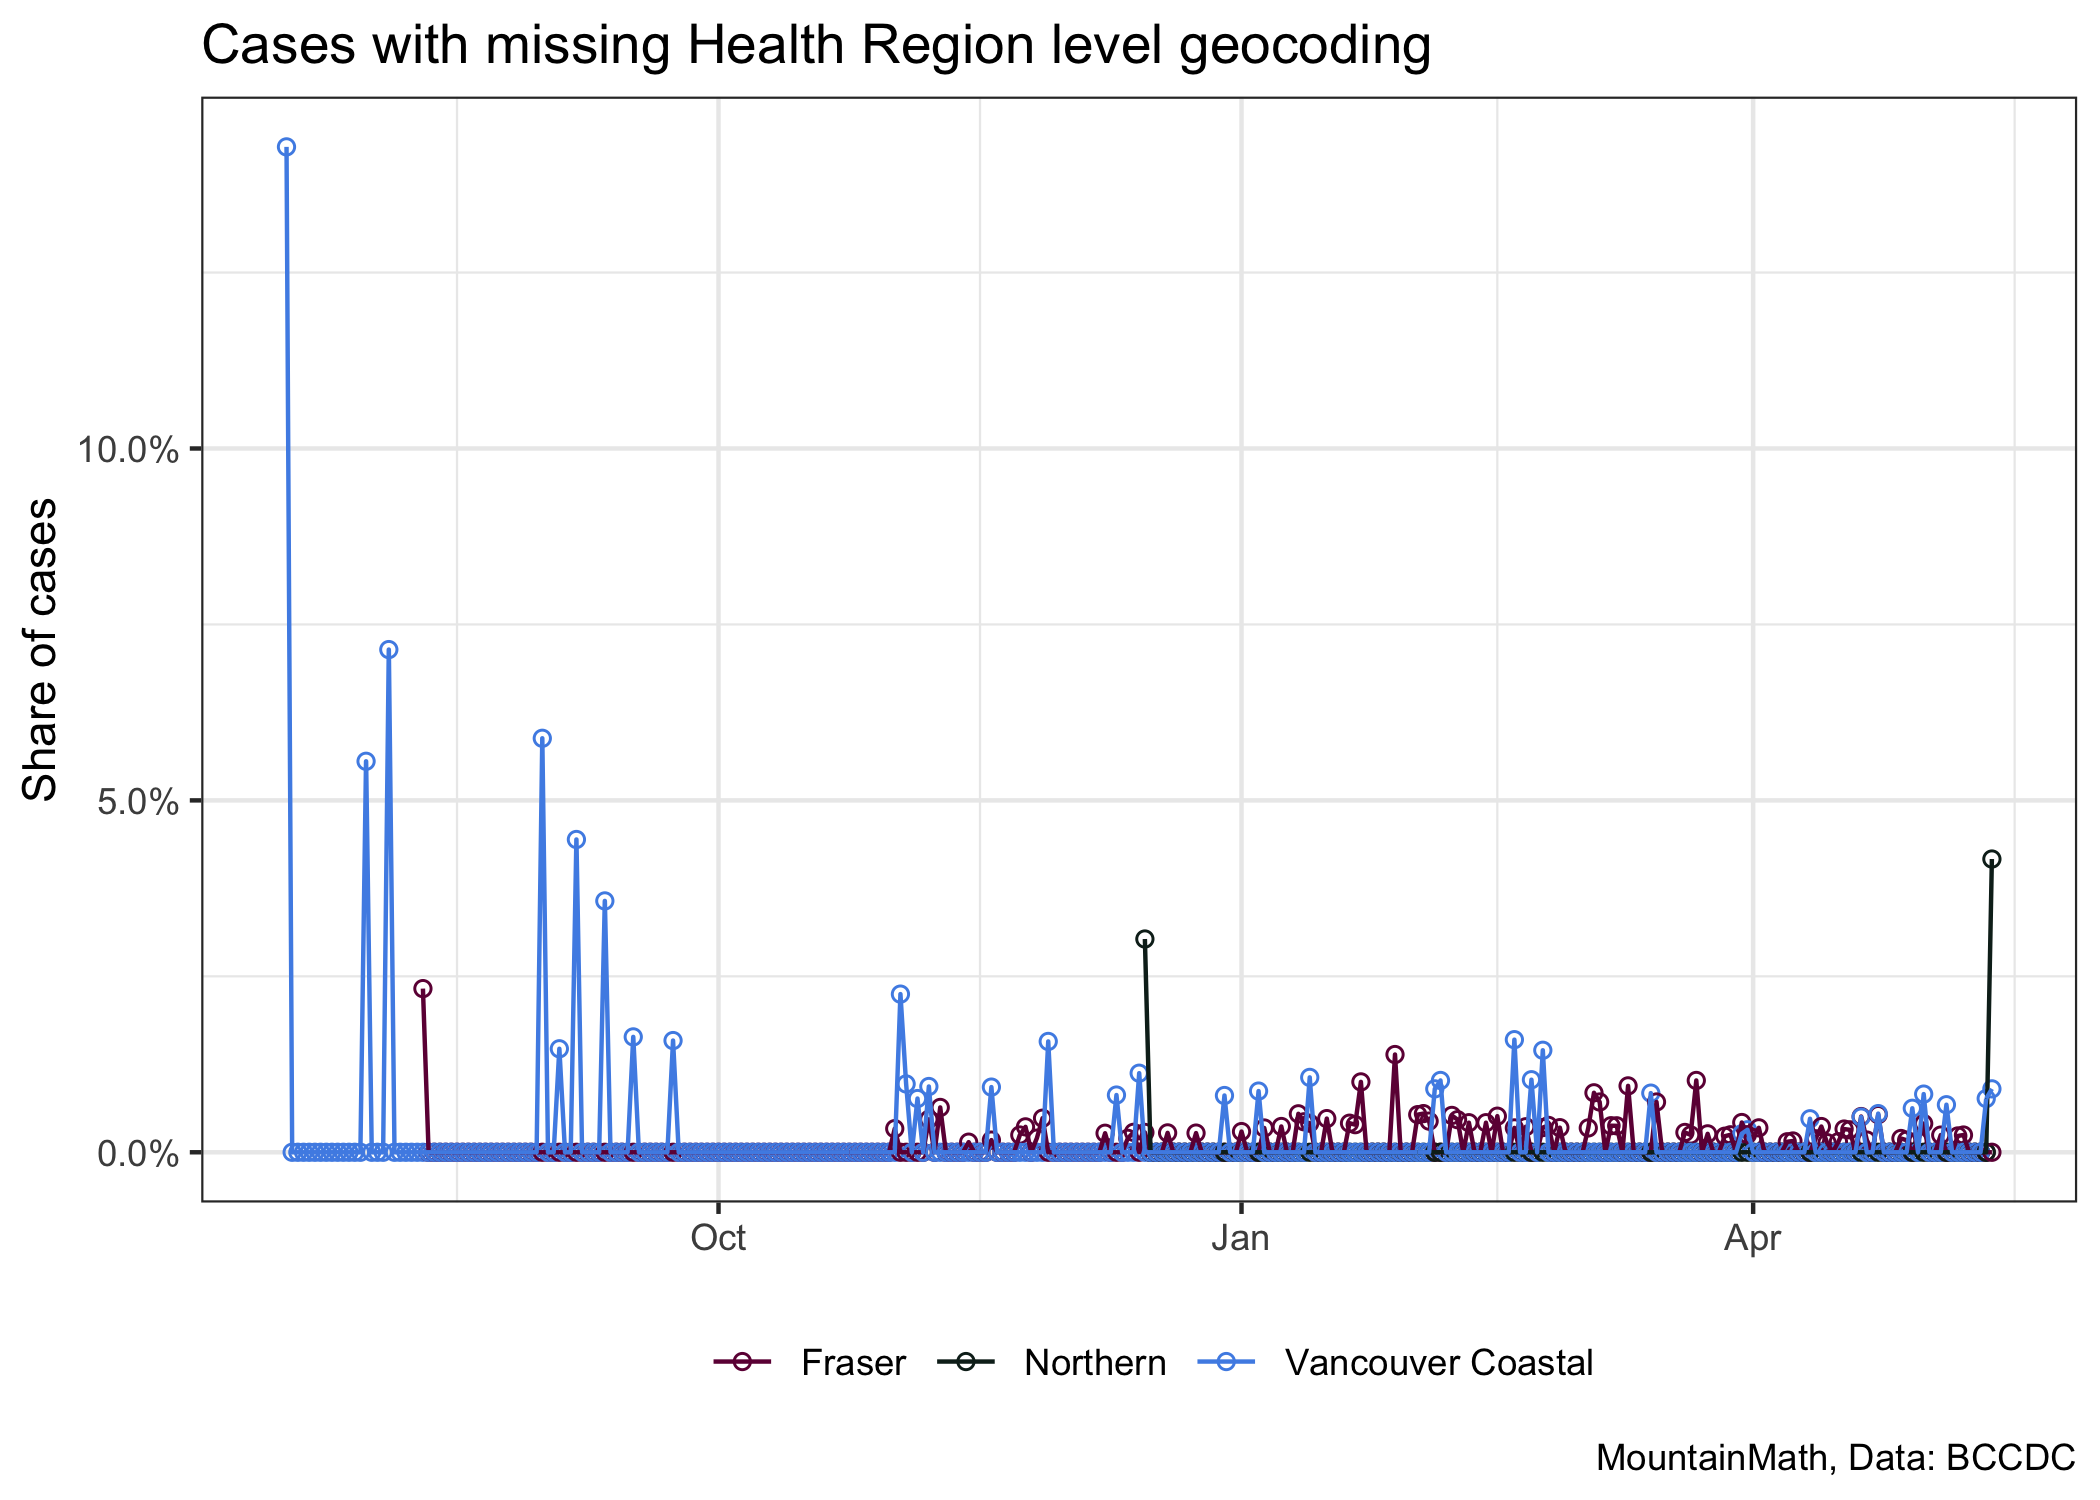 Cases with missing Health Region level geocoding
Share of cases
10.0%
5.0%
0.0%
Oct Jan Apr
Fraser Northern Vancouver Coastal
MountainMath, Data: BCCDC